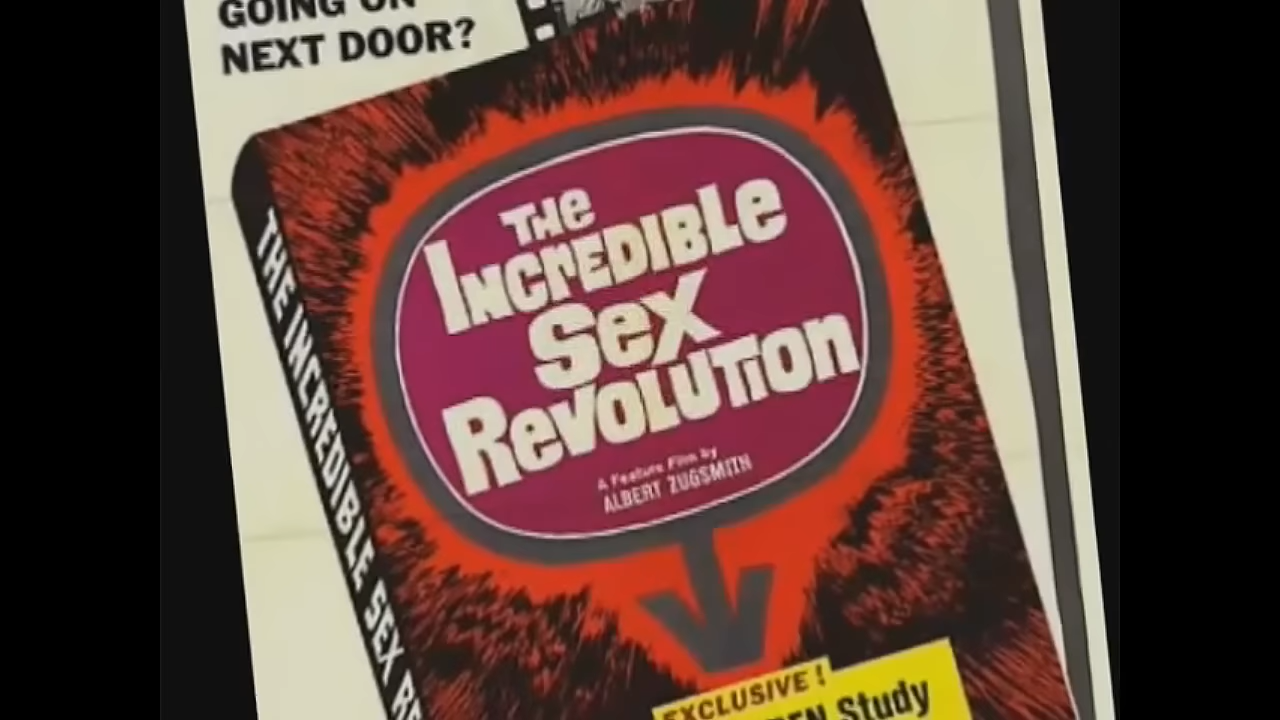 GOING ON
NEXT DOOR?
THE
INCREDIBLE
SEX
REVOLUTION
A Feature Film by
ALBERT ZUGSMITH
THE INCREDIBLE SEX
EXCLUSIVE!
Study